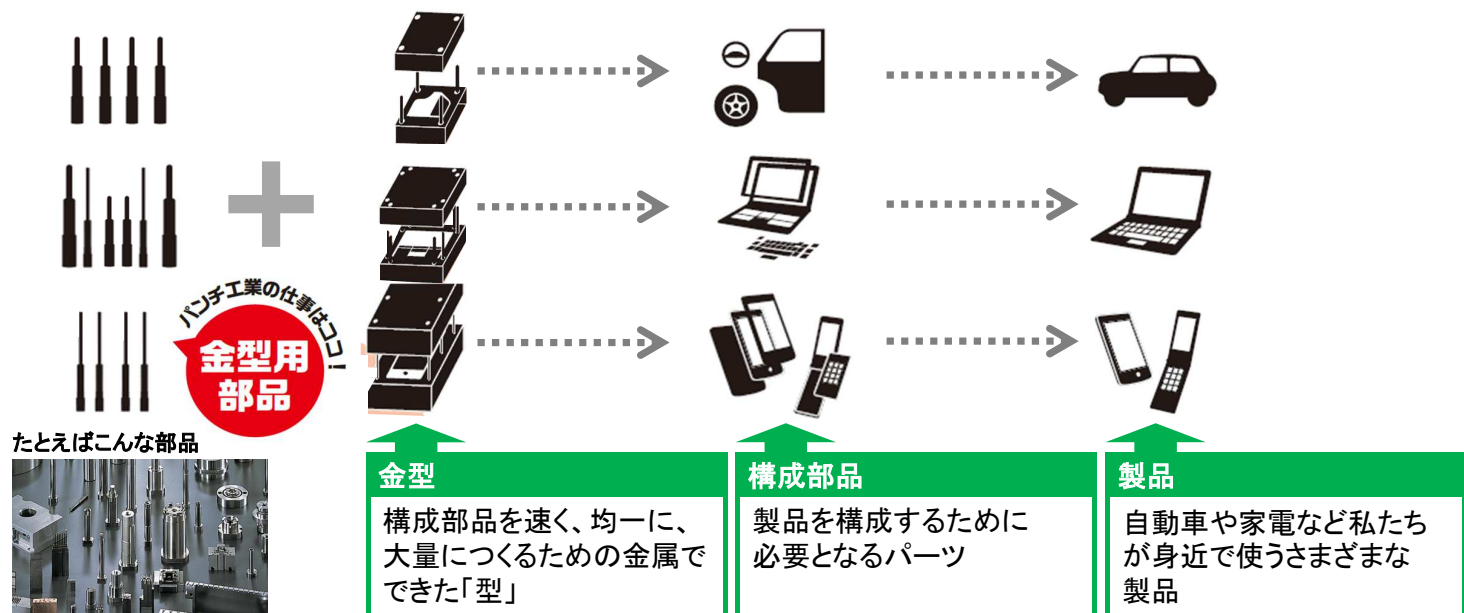 パンチ工業の仕事はココ!
金型用
部品
たとえばこんな部品
金型
構成部品を速く、均一に、
大量につくるための金属で
できた「型」
構成部品
製品を構成するために
必要となるパーツ
製品
自動車や家電など私たち
が身近で使うさまざまな
製品